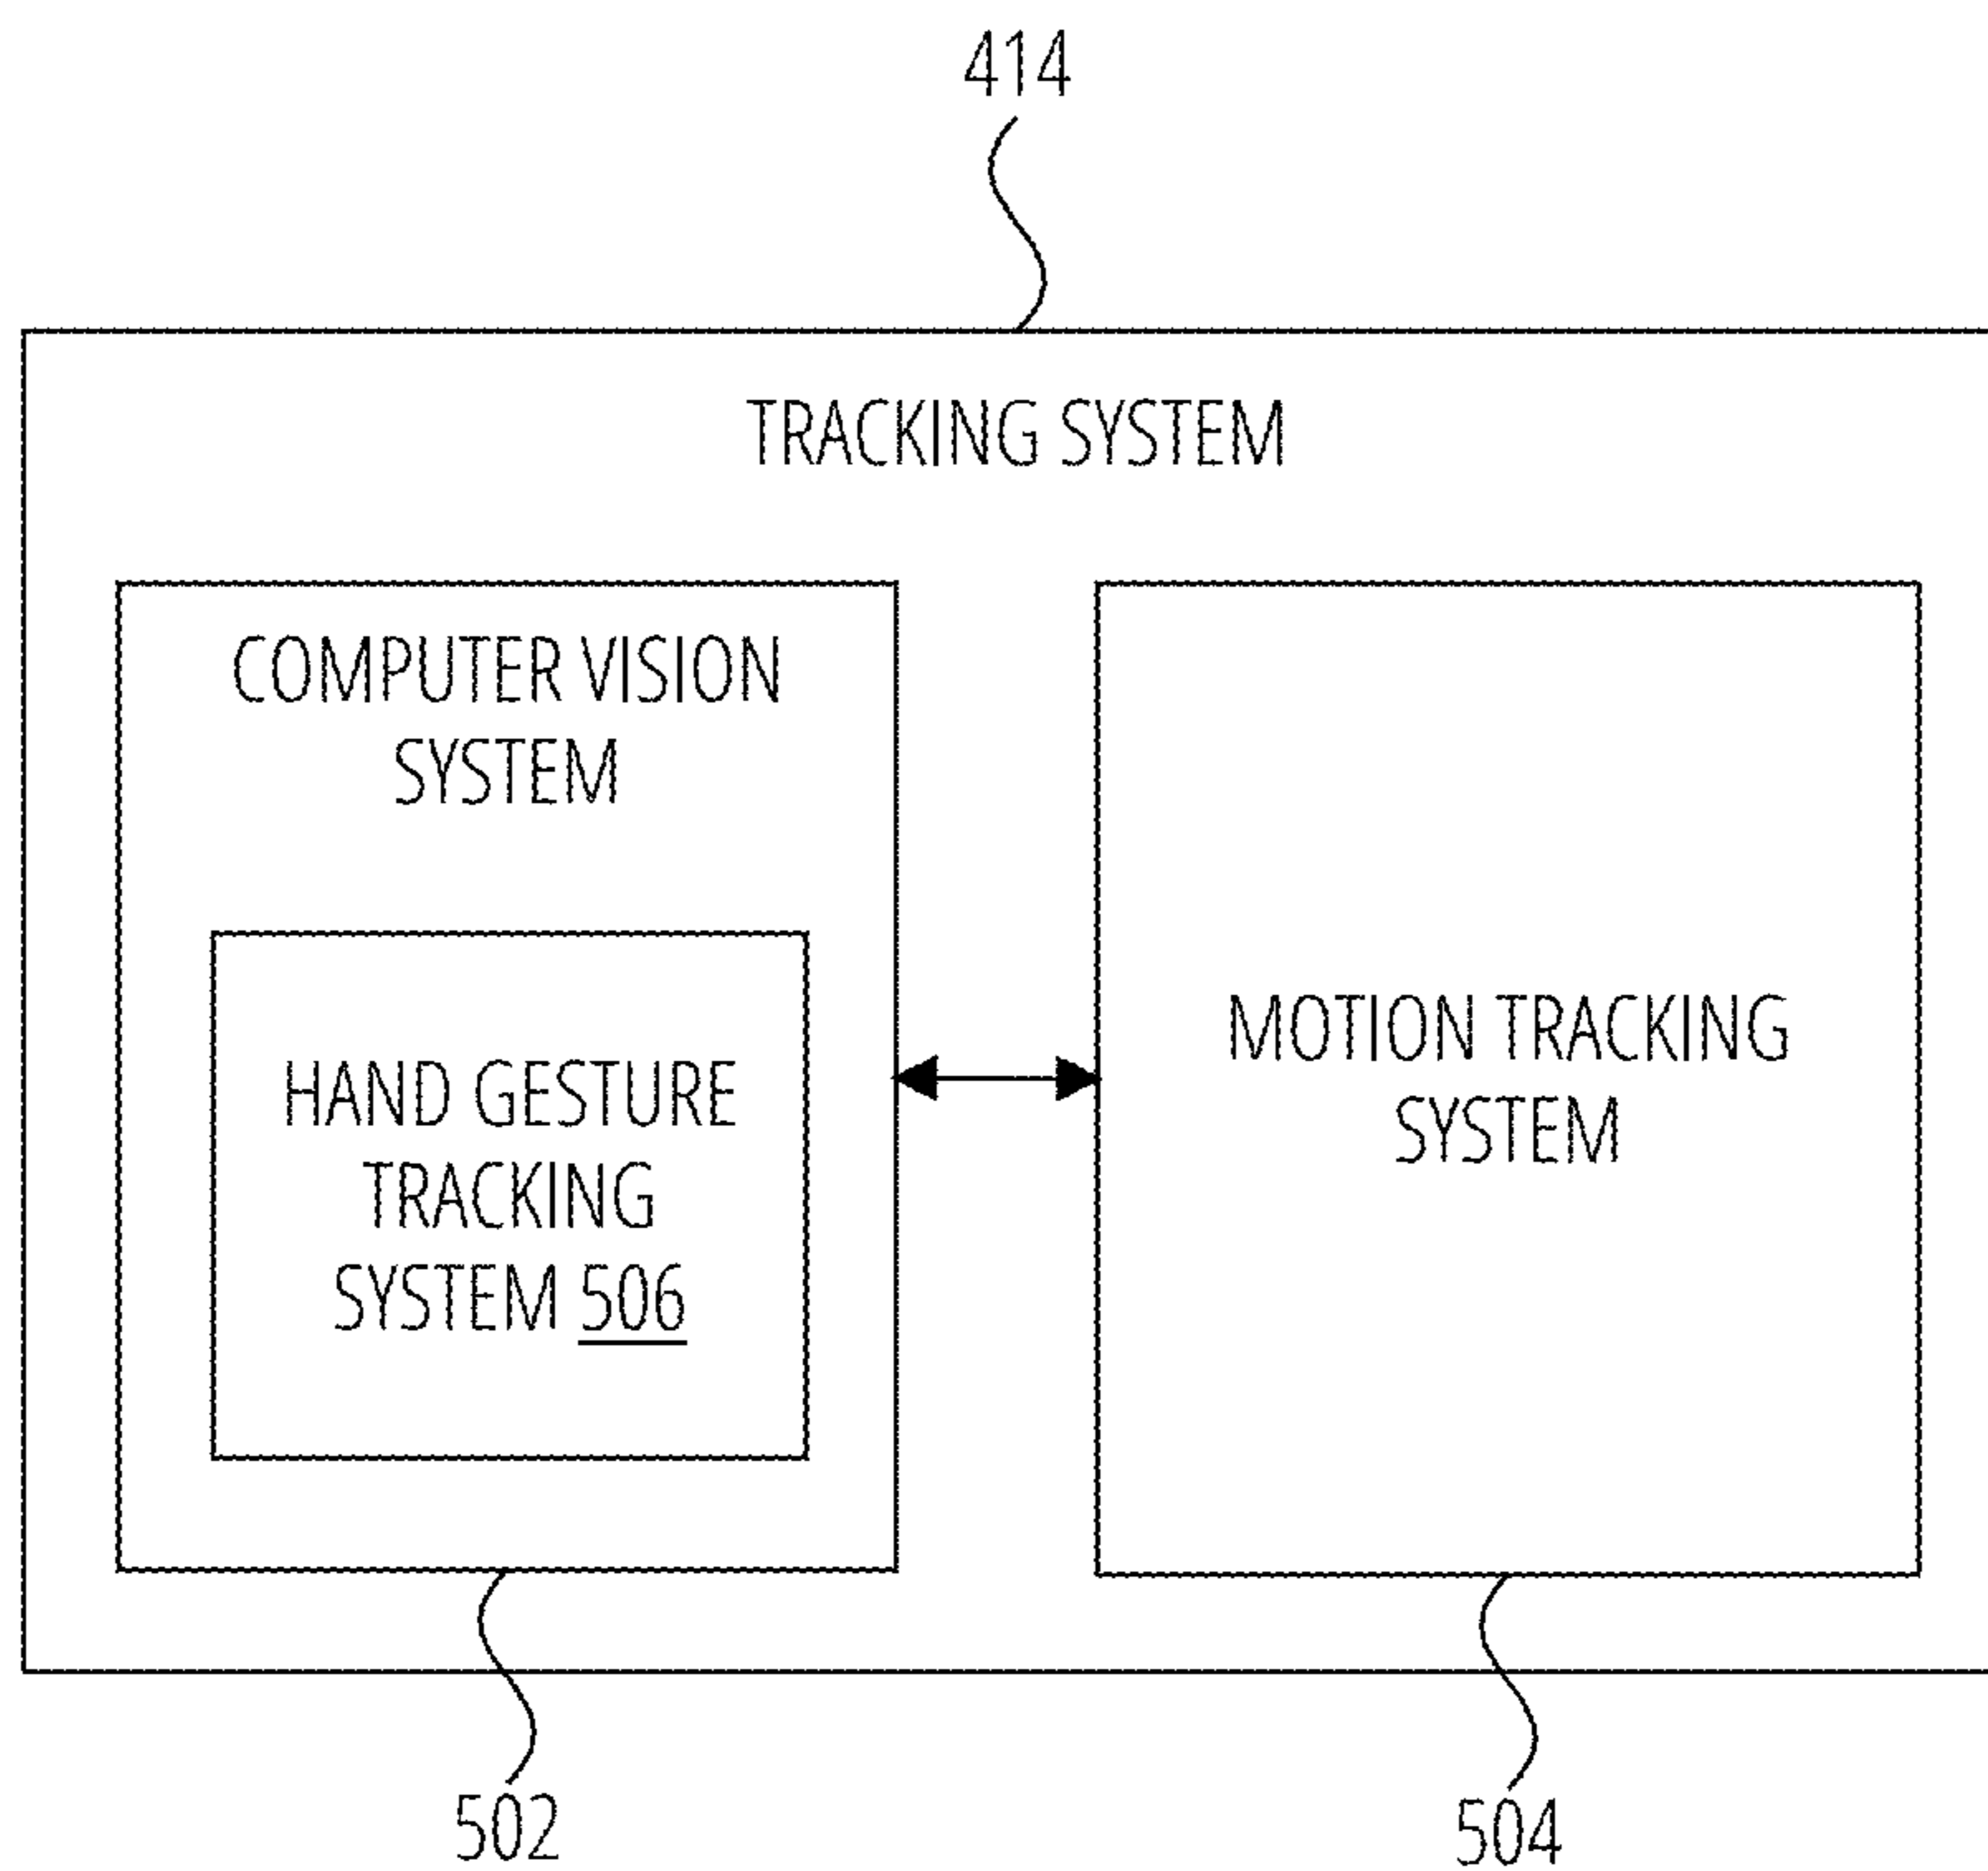 414
TRACKING SYSTEM
COMPUTER VISION
SYSTEM
HAND GESTURE
TRACKING
SYSTEM 506
MOTION TRACKING
SYSTEM
502
504